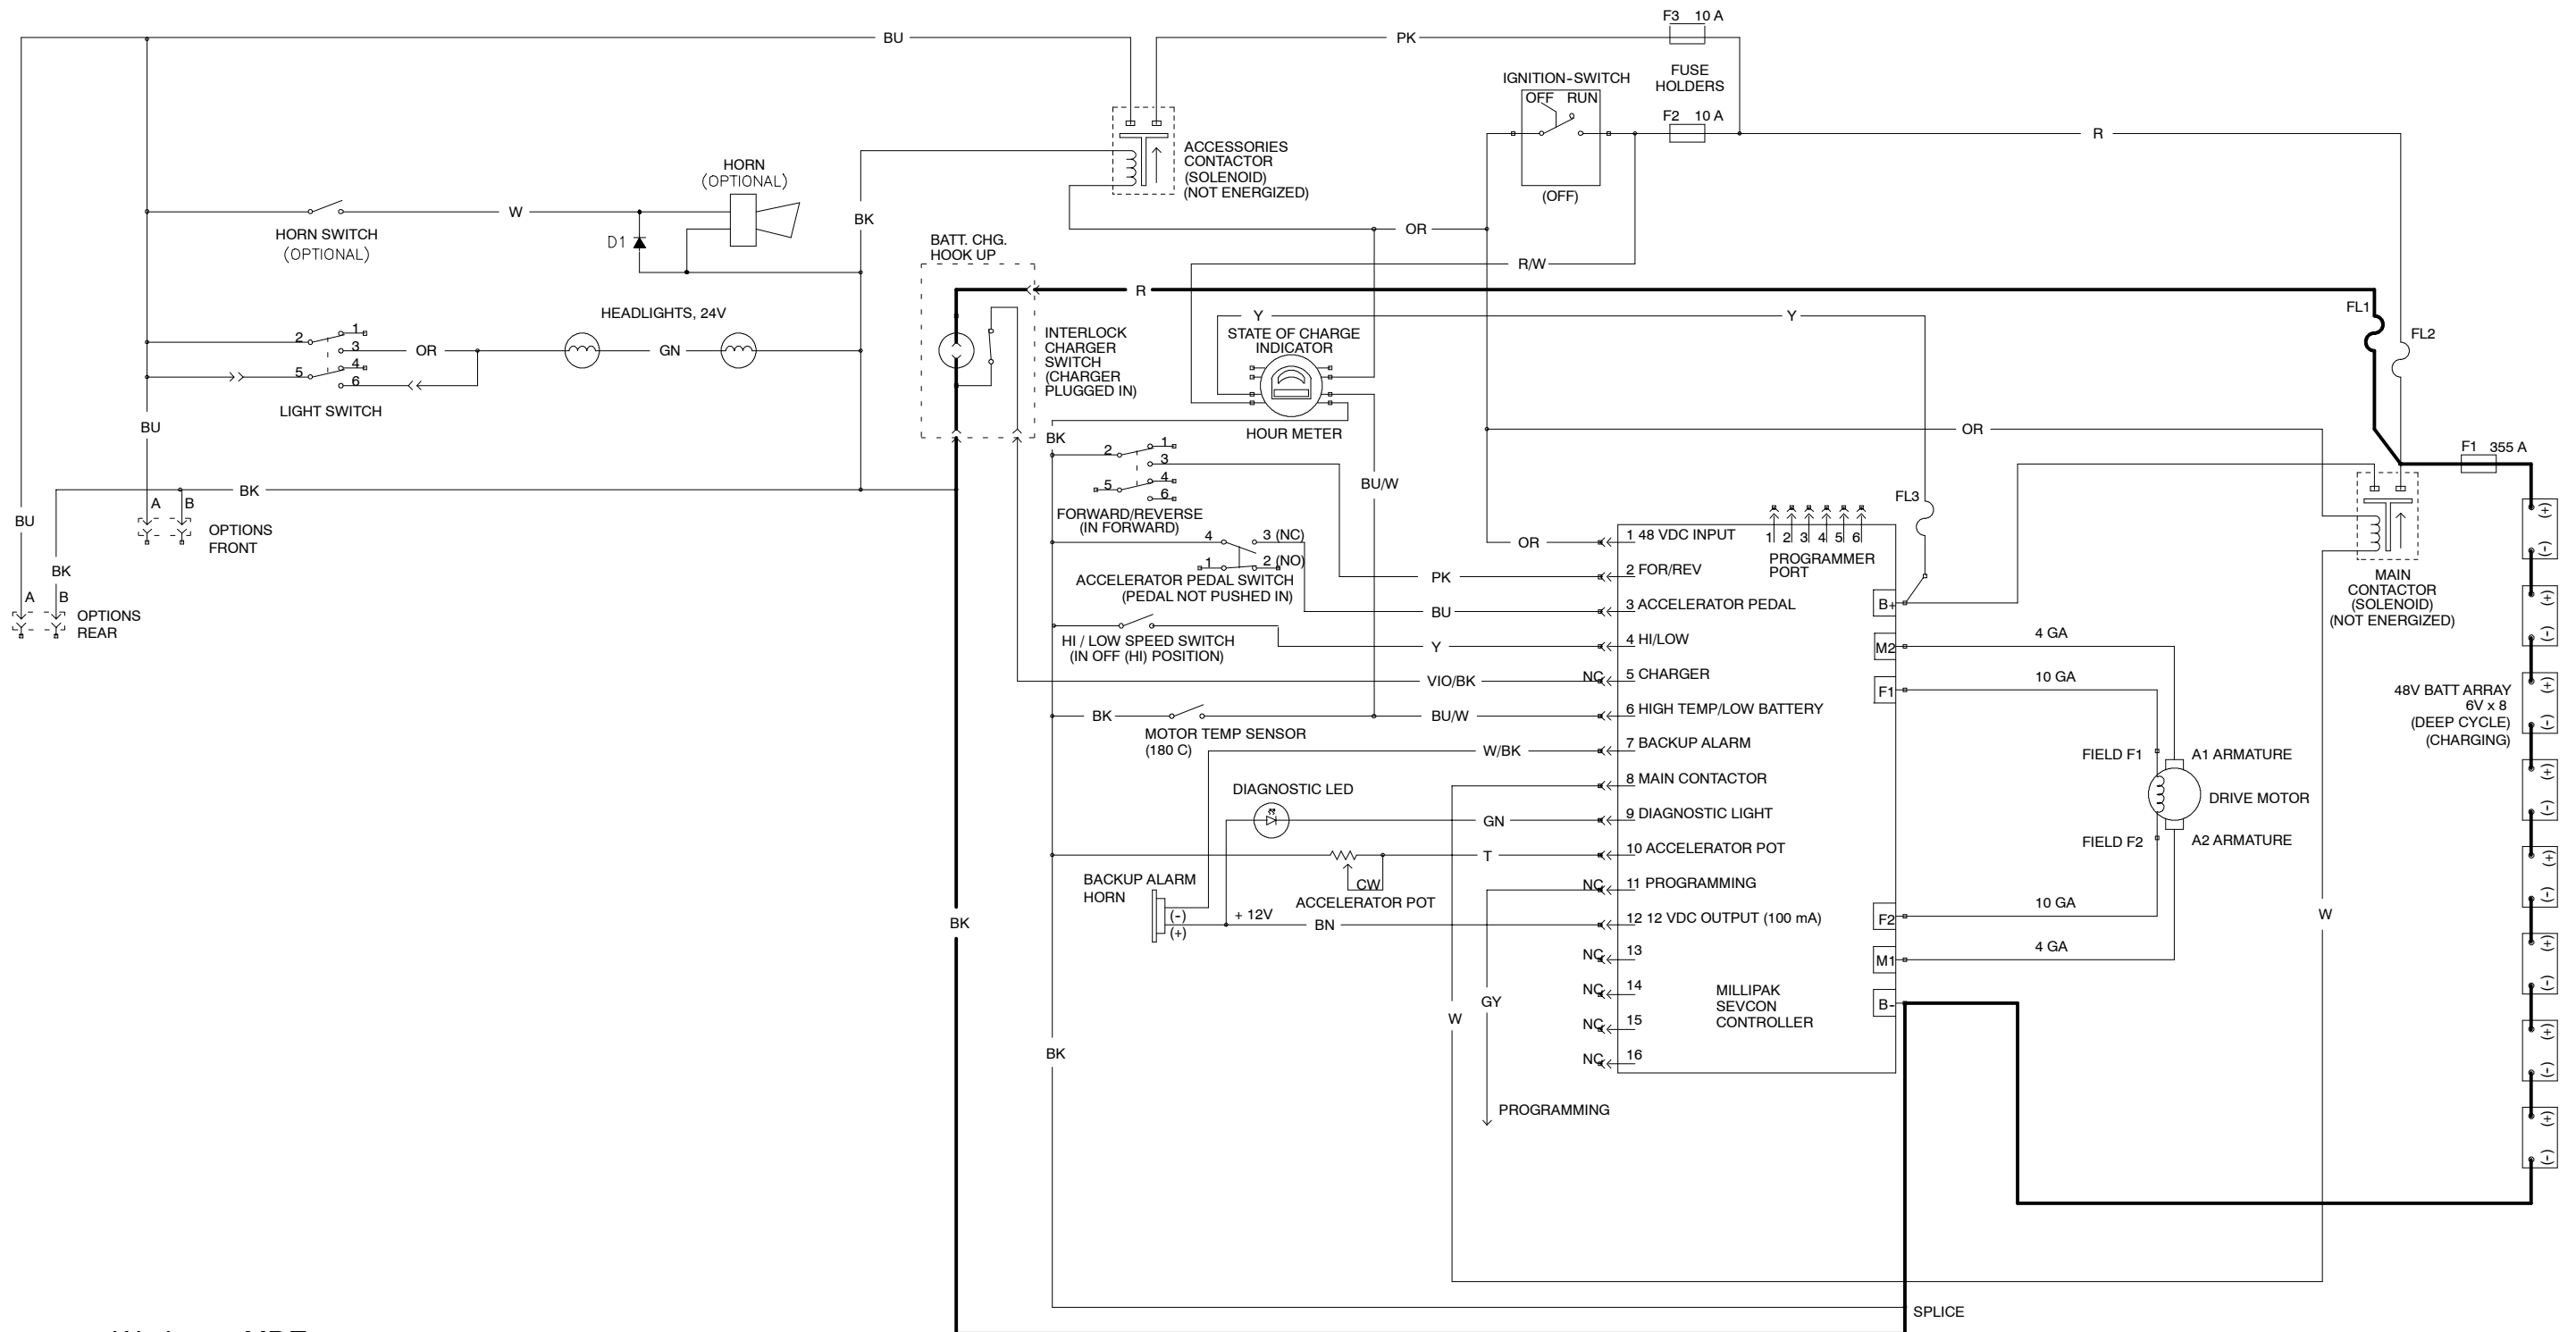 F3 10 A
BU
PK
FUSE
HOLDERS
IGNITION-SWITCH
OFF RUN
F2 10 A
(OFF)
R
ACCESSORIES
CONTACTOR
(SOLENOID)
(NOT ENERGIZED)
HORN
(OPTIONAL)
W
BK
D1
HORN SWITCH
(OPTIONAL)
OR
R/W
BATT. CHG.
HOOK UP
R
Y
Y
FL1
FL2
HEADLIGHTS, 24V
1
2
3
4
5
6
OR
GN
LIGHT SWITCH
INTERLOCK
CHARGER
SWITCH
(CHARGER
PLUGGED IN)
STATE OF CHARGE
INDICATOR
HOUR METER
BU
BK
OR
F1 355 A
1
2
3
4
5
6
FORWARD/REVERSE
(IN FORWARD)
BU/W
FL3
BK
A B
OPTIONS
FRONT
BU
BK
A B
OPTIONS
REAR
4
3 (NC)
1
2 (NO)
ACCELERATOR PEDAL SWITCH
(PEDAL NOT PUSHED IN)
HI / LOW SPEED SWITCH
(IN OFF (HI) POSITION)
1 2 3 4 5 6
PROGRAMMER
PORT
OR
1 48 VDC INPUT
PK
2 FOR/REV
BU
3 ACCELERATOR PEDAL
Y
4 HI/LOW
VIO/BK
NC
5 CHARGER
BK
BU/W
6 HIGH TEMP/LOW BATTERY
MOTOR TEMP SENSOR
(180 C)
W/BK
7 BACKUP ALARM
8 MAIN CONTACTOR
DIAGNOSTIC LED
GN
9 DIAGNOSTIC LIGHT
T
10 ACCELERATOR POT
CW
ACCELERATOR POT
NC
11 PROGRAMMING
BACKUP ALARM
HORN
(-)
(+)
+ 12V
BN
12 12 VDC OUTPUT (100 mA)
NC
13
NC
14
NC
15
NC
16
MILLIPAK
SEVCON
CONTROLLER
B+
M2
F1
F2
M1
B-
4 GA
10 GA
10 GA
4 GA
FIELD F1
A1 ARMATURE
DRIVE MOTOR
FIELD F2
A2 ARMATURE
MAIN
CONTACTOR
(SOLENOID)
(NOT ENERGIZED)
48V BATT ARRAY
6V x 8
(DEEP CYCLE)
(CHARGING)
(+)
(-)
(+)
(-)
(+)
(-)
(+)
(-)
(+)
(-)
(+)
(-)
(+)
(-)
(+)
(-)
BK
W
GY
W
BK
PROGRAMMING
SPLICE